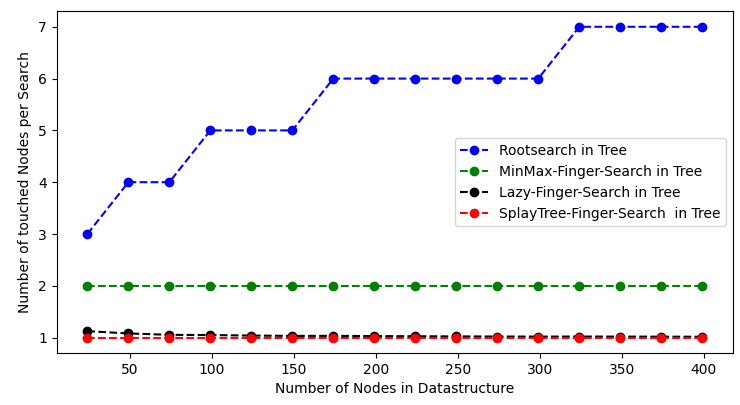 7
6
5
4
3
2
1
Number of touched Nodes per Search
Rootsearch in Tree
MinMax-Finger-Search in Tree
Lazy-Finger-Search in Tree
SplayTree-Finger-Search  in Tree
50 100 150 200 250 300 350 400
Number of Nodes in Datastructure